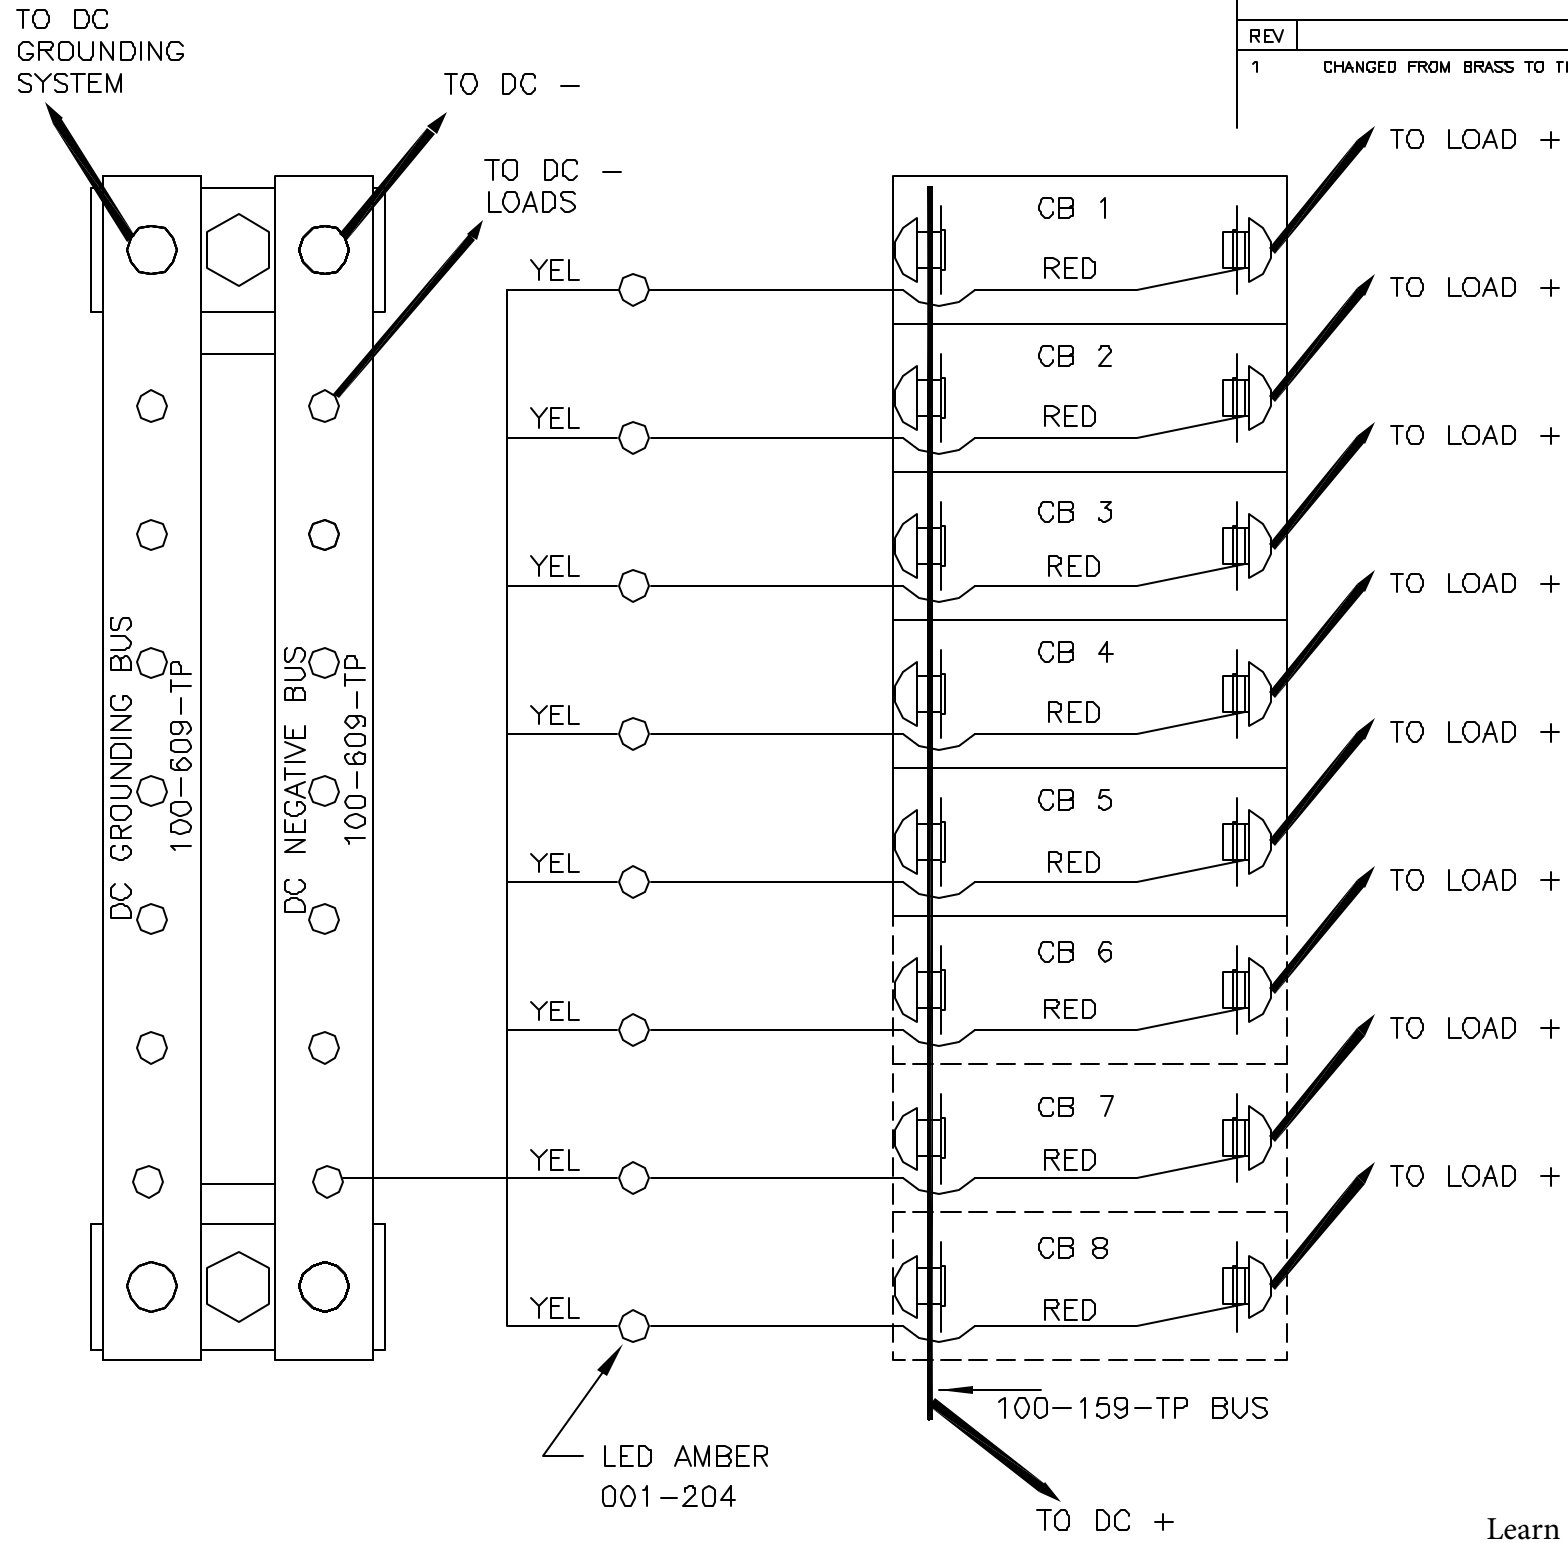 TO DC
GROUNDING
SYSTEM
TO DC -
TO DC -
LOADS
REV
1 CHANGED FROM BRASS TO
TO LOAD +
CB 1
YEL
RED
TO LOAD +
CB 2
YEL
RED
TO LOAD +
CB 3
YEL
RED
TO LOAD +
CB 4
YEL
RED
TO LOAD +
CB 5
YEL
RED
TO LOAD +
CB 6
YEL
RED
TO LOAD +
CB 7
YEL
RED
TO LOAD +
CB 8
YEL
RED
DC GROUNDING BUS
100-609-TP
DC NEGATIVE BUS
100-609-TP
100-159-TP BUS
LED AMBER
001-204
TO DC +
Learn